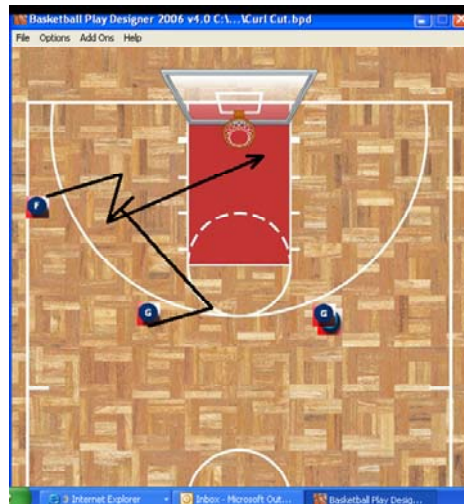 Basketball Play Designer 2006 v4.0 C:\...\Curl Cut.bpd
File Options Add Ons Help
F
G
G
3 Internet Explorer
Inbox - Microsoft Out...
Basketball Play Desig...